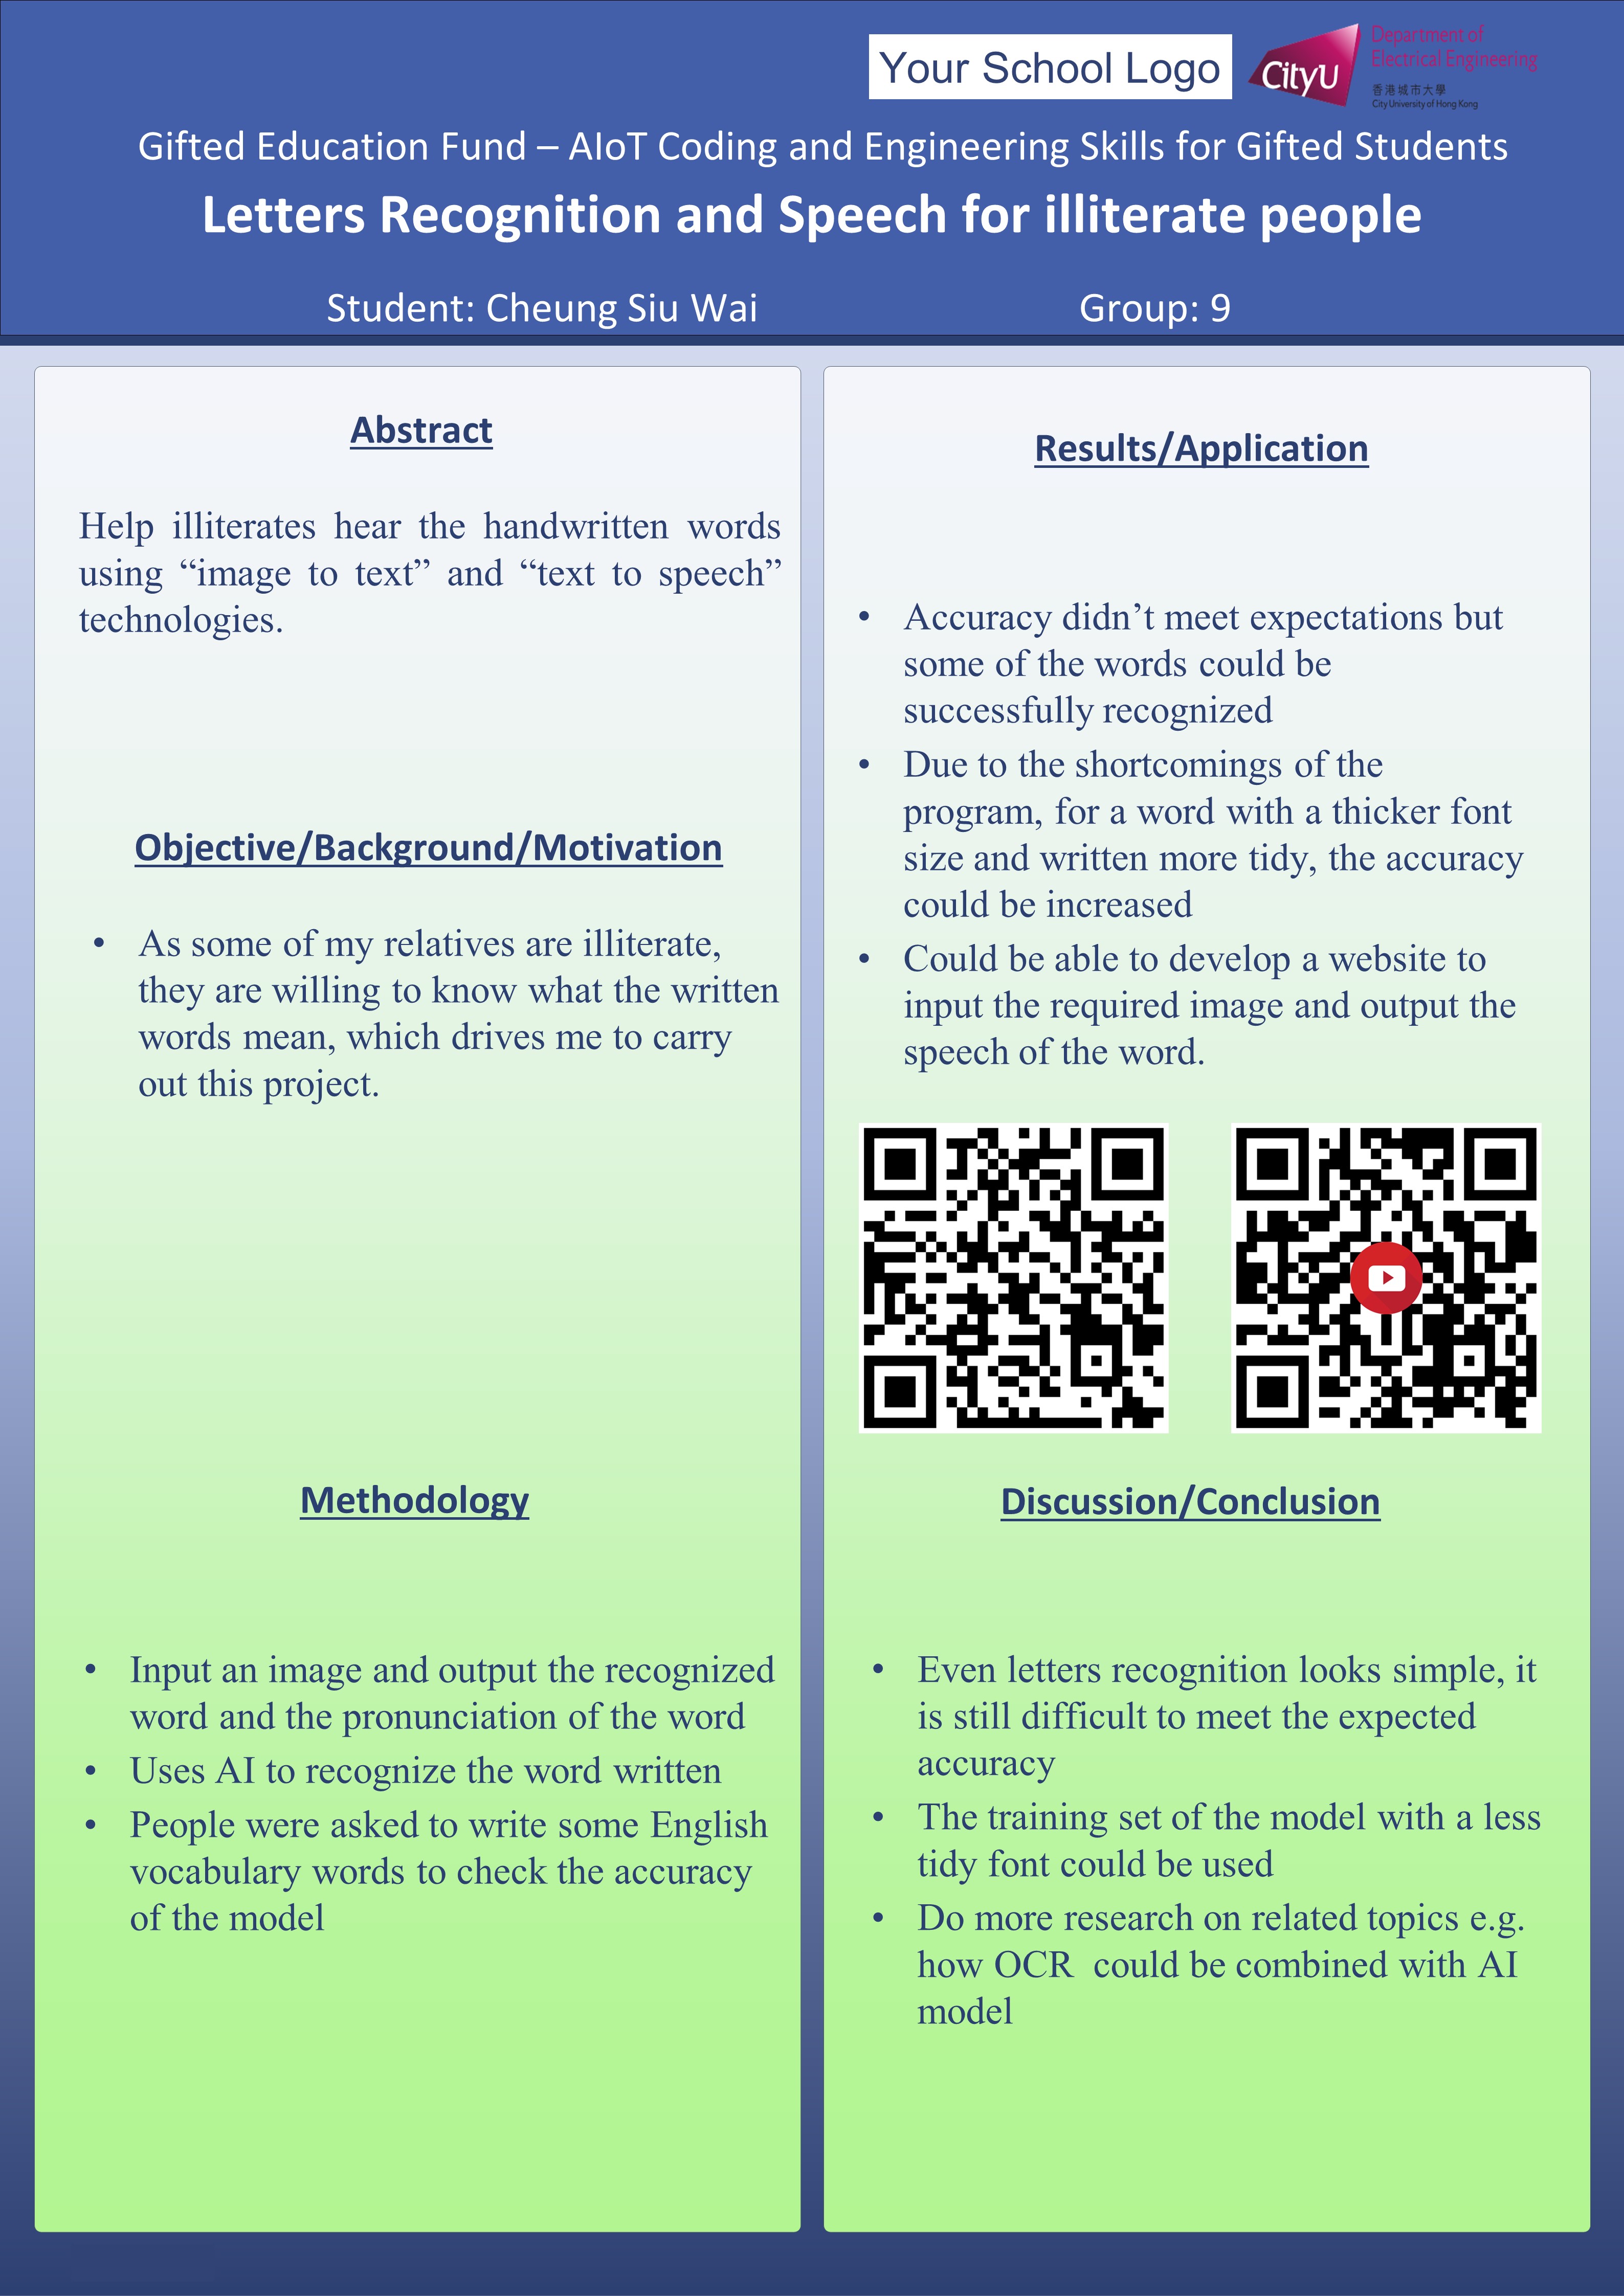 Your School Logo
CityU
Department of
Electrical Engineering
香港城市大學
City University of Hong Kong
Gifted Education Fund – AIoT Coding and Engineering Skills for Gifted Students
Letters Recognition and Speech for illiterate people
Student: Cheung Siu Wai Group: 9
Abstract
Help illiterates hear the handwritten words
using “image to text” and “text to speech”
technologies.
Objective/Background/Motivation
• As some of my relatives are illiterate,
they are willing to know what the written
words mean, which drives me to carry
out this project.
Methodology
• Input an image and output the recognized
word and the pronunciation of the word
• Uses AI to recognize the word written
• People were asked to write some English
vocabulary words to check the accuracy
of the model
Results/Application
• Accuracy didn’t meet expectations but
some of the words could be
successfully recognized
• Due to the shortcomings of the
program, for a word with a thicker font
size and written more tidy, the accuracy
could be increased
• Could be able to develop a website to
input the required image and output the
speech of the word.
Discussion/Conclusion
• Even letters recognition looks simple, it
is still difficult to meet the expected
accuracy
• The training set of the model with a less
tidy font could be used
• Do more research on related topics e.g.
how OCR could be combined with AI
model